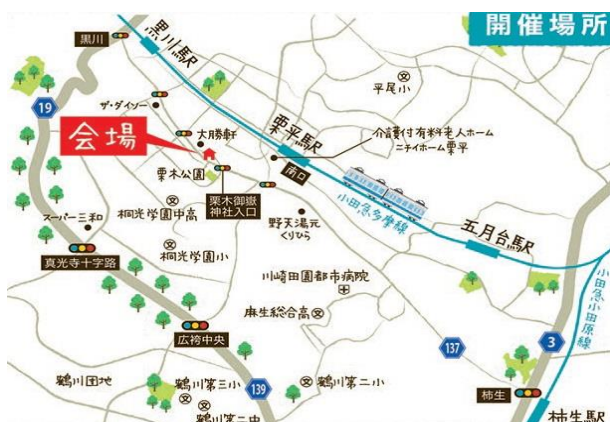 開催場所
黒川
黒川駅
平尾小
19
ザ・ダイソー
会場
大勝軒
栗平駅
介護付有料老人ホーム
ニチイホーム栗平
南口
栗木公園
栗木御嶽
神社入口
小田急多摩線
桐光学園中高
野天湯元
くりひら
五月台駅
スーパー三和
桐光学園小
真光寺十字路
川崎田園都市病院
小田急小田原線
麻生総合高
広袴中央
137
3
鶴川団地
鶴川第三小
139
鶴川第二小
柿生
鶴川第二中
柿生駅